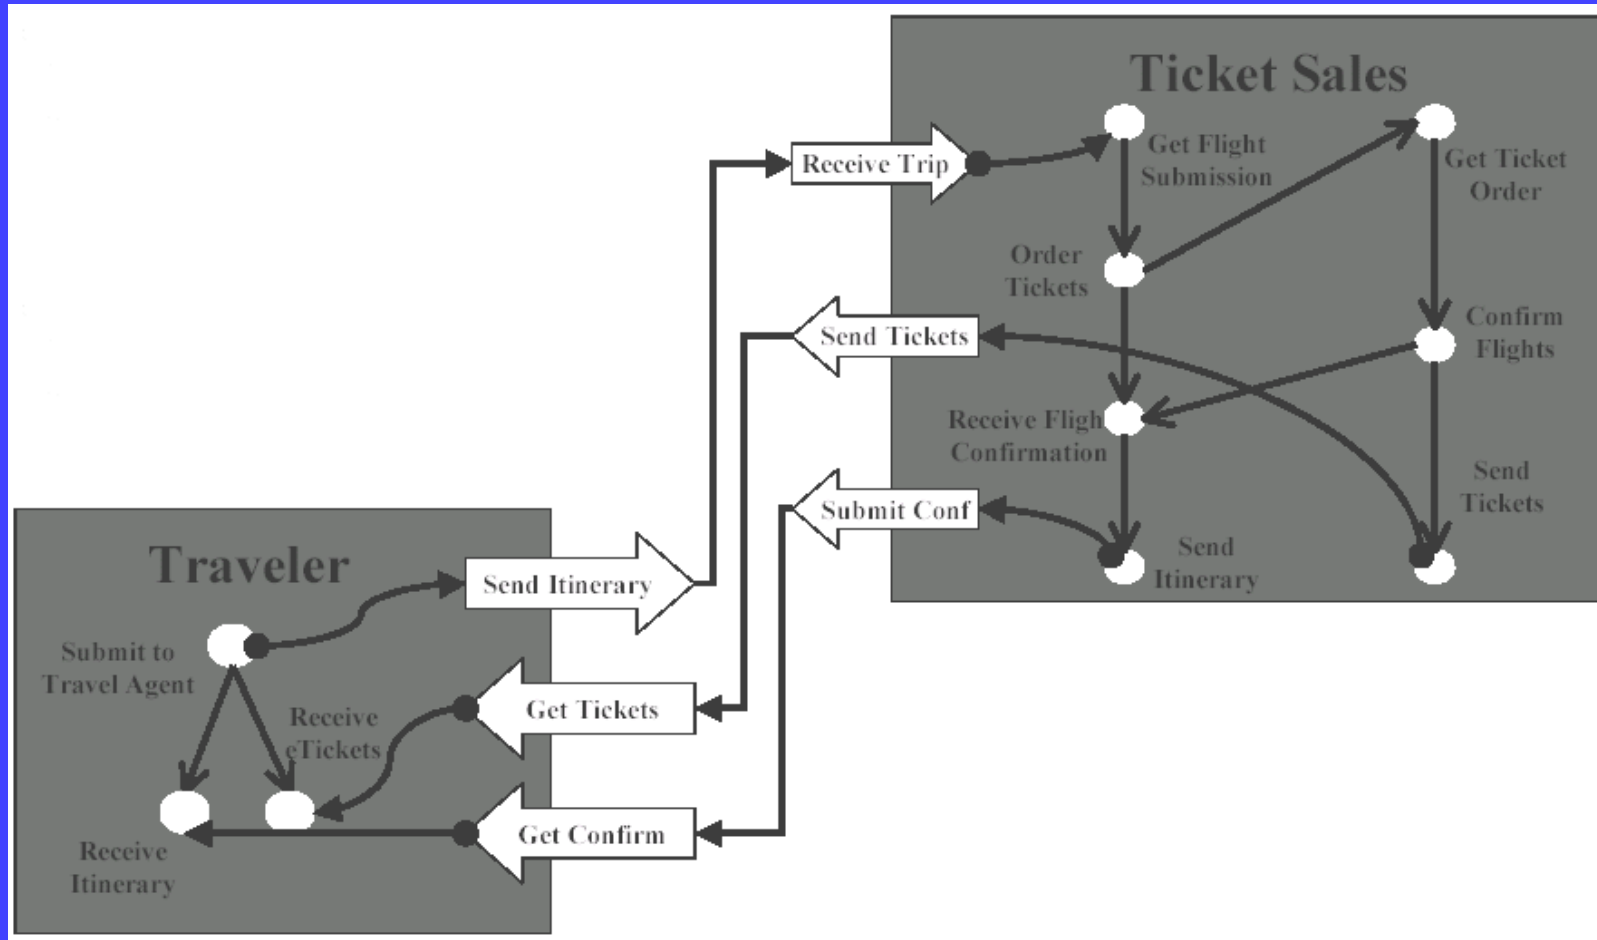 Ticket Sales
Receive Trip
Get Flight
Submission
Get Ticket
Order
Order
Tickets
Send Tickets
Confirm
Flights
Receive Fligh
Confirmation
Send
Tickets
Submit Conf
Send
Itinerary
Traveler
Send Itinerary
Submit to
Travel Agent
Receive
eTickets
Get Tickets
Get Confirm
Receive
Itinerary